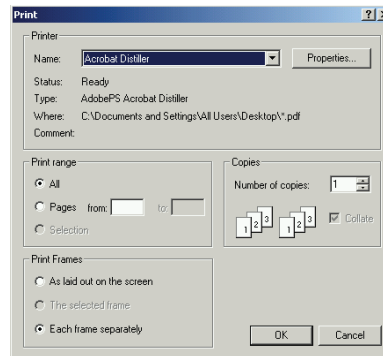 Print
Printer
Name: Acrobat Distiller Properties...
Status: Ready
Type: AdobePS Acrobat Distiller
Where: C:\Documents and Settings\All Users\Desktop\*.pdf
Comment:
Print range
All
Pages from: to:
Selection
Copies
Number of copies: 1
1 2 3 1 2 3
Collate
Print Frames
As laid out on the screen
The selected frame
Each frame separately
OK Cancel